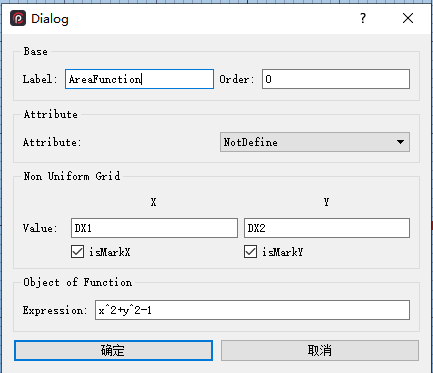 Dialog
Base
Label: AreaFunction Order: 0
Attribute
Attribute: NotDefine
Non Uniform Grid
X Y
Value: DX1 DX2
isMarkX isMarkY
Object of Function
Expression: x^2+y^2-1
确定 取消